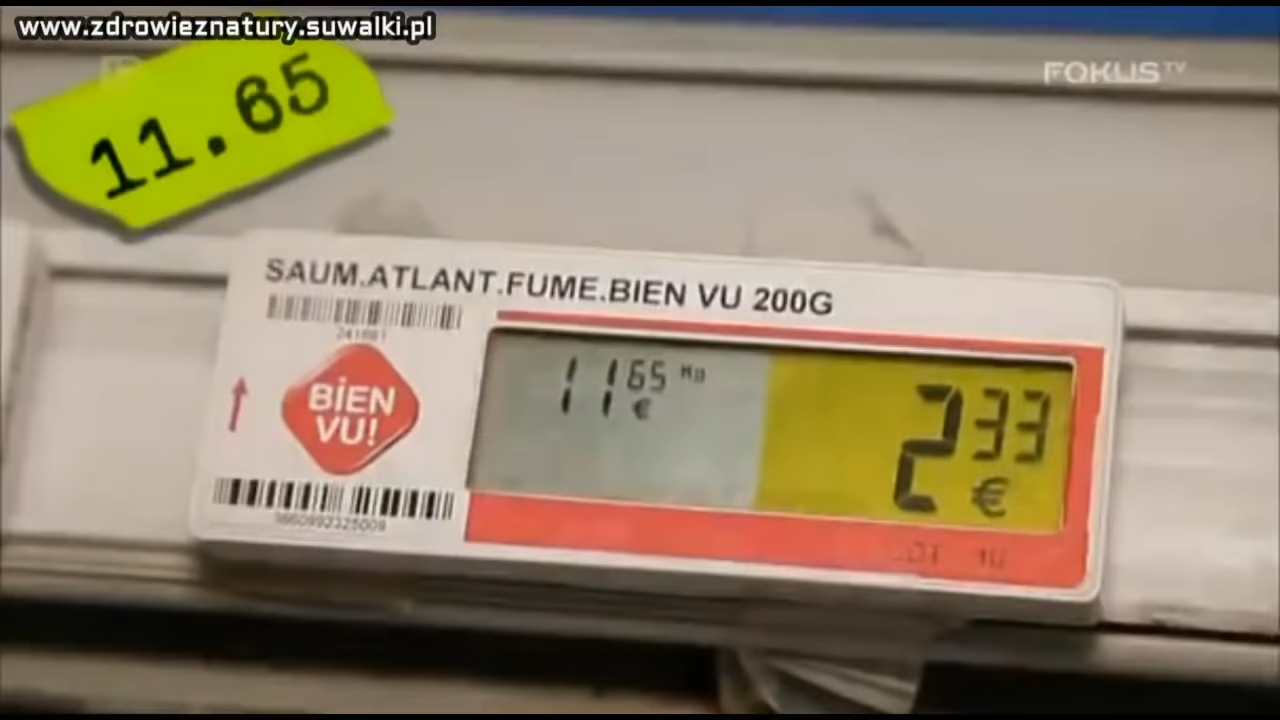 www.zdrowieznatury.suwalki.pl
FOKUS TV
11.65
SAUM.ATLANT.FUME.BIEN VU 200G
BiEN
VU!
11 65
€
2 33
€